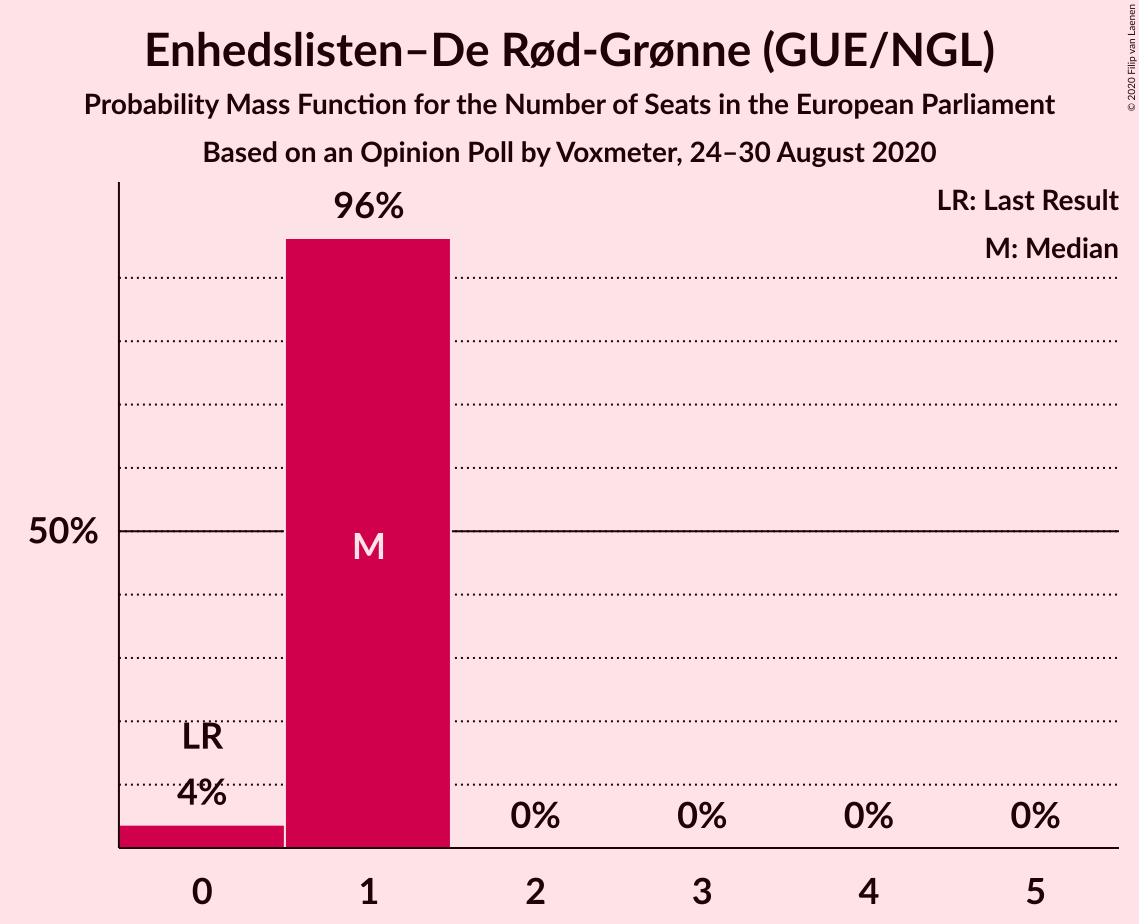 Enhedslisten–De Rød-Grønne (GUE/NGL)
Probability Mass Function for the Number of Seats in the European Parliament
Based on an Opinion Poll by Voxmeter, 24–30 August 2020
© 2020 Filip van Laenen
LR: Last Result
M: Median
96%
50%
M
LR
4%
0%
0%
0%
0%
0
1
2
3
4
5